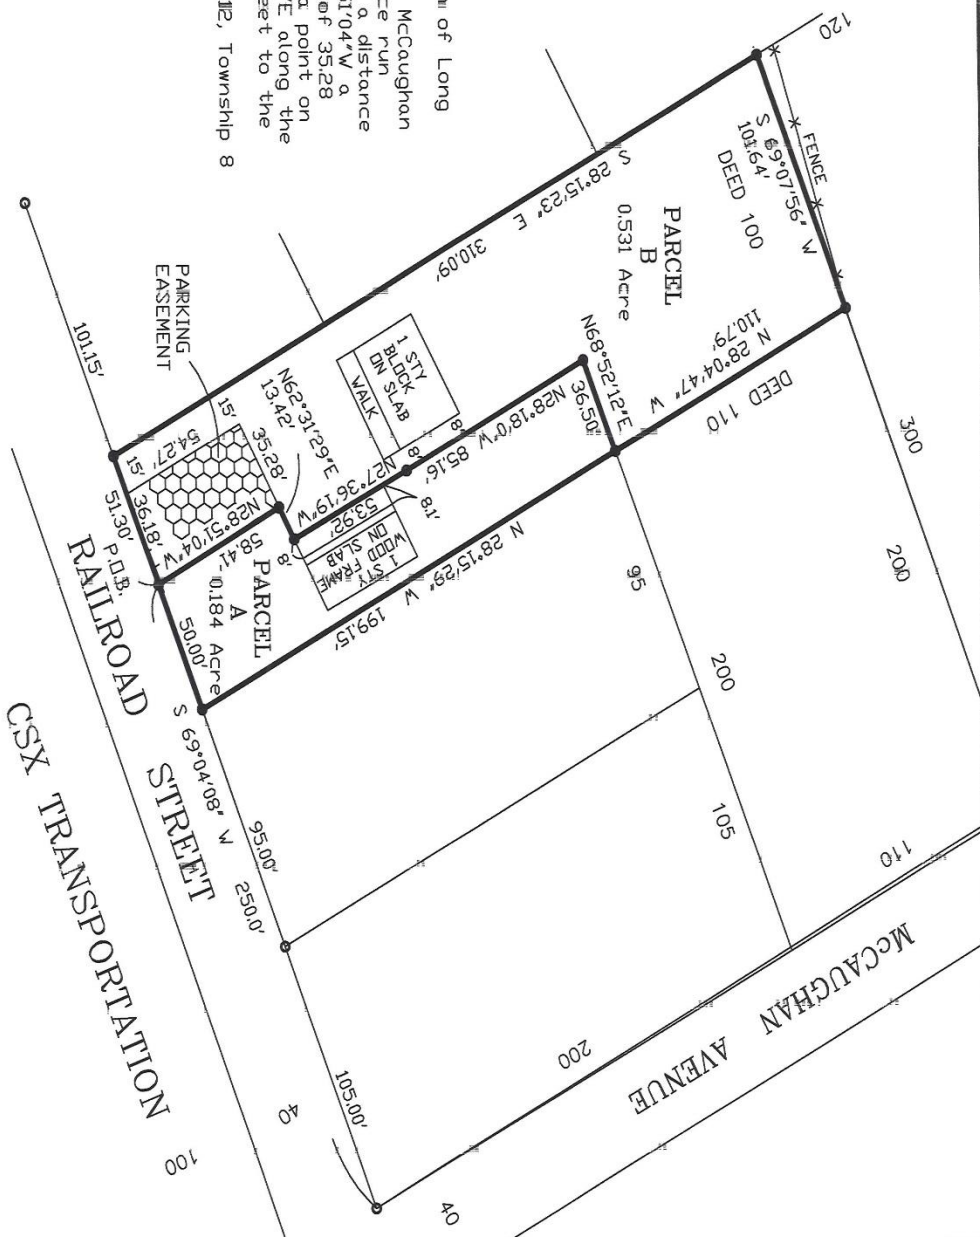 of Long
McCaughan
ce run
a distance
51'04"W a
of 35.28
a point on
VE along the
eet to the
12, Township 8
120
FENCE
S 69°07'56" W
101.64'
DEED 100
S 28°15'23" E
310.09'
PARCEL
B
0.531 Acre
N 28°04'47" W
110.79'
DEED 110
N68°52'12"E
36.50'
N28°18'0"W
85.16'
1 STY
BLOCK
ON SLAB
WALK
8'
8'
N27°36'19"W
53.92'
8.1'
8'
1 STY
WOOD FRAME
ON SLAB
N62°31'29"E
13.42'
PARKING
EASEMENT
15'
35.28'
54.27'
15'
36.18'
N28°51'04"W
58.41'
PARCEL
A
0.184 Acre
N 28°15'29" W
199.15'
101.15'
51.30'
P.O.B.
50.00'
S 69°04'08" W
95.00'
250.0'
105.00'
300
200
95
200
105
110
200
40
40
100
RAILROAD STREET
CSX TRANSPORTATION
McCAUGHAN AVENUE